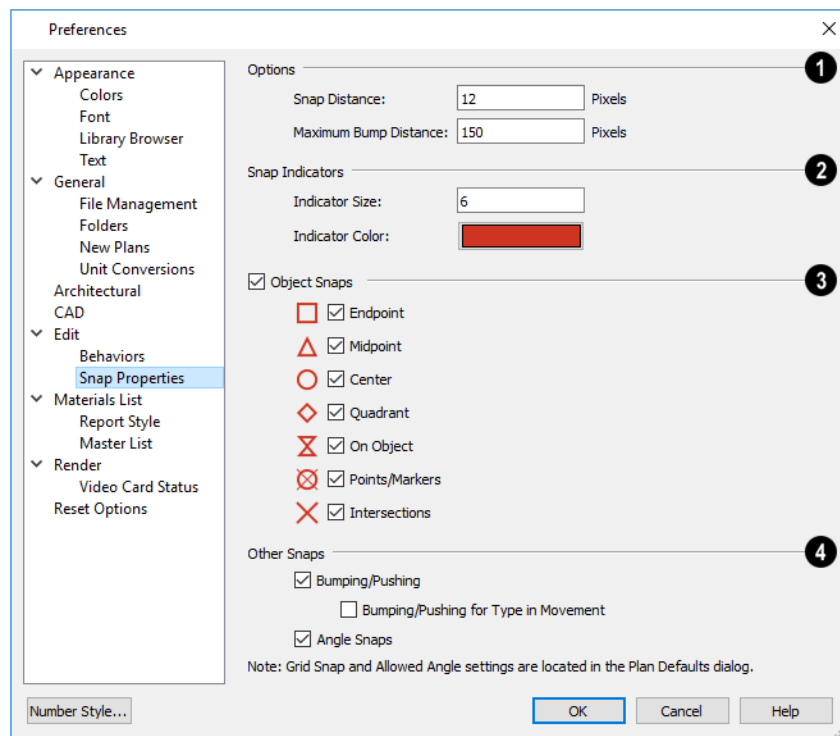 Preferences
Appearance
Colors
Font
Library Browser
Text
General
File Management
Folders
New Plans
Unit Conversions
Architectural
CAD
Edit
Behaviors
Snap Properties
Materials List
Report Style
Master List
Render
Video Card Status
Reset Options
Options 1
Snap Distance: 12 Pixels
Maximum Bump Distance: 150 Pixels
Snap Indicators 2
Indicator Size: 6
Indicator Color:
Object Snaps 3
Endpoint
Midpoint
Center
Quadrant
On Object
Points/Markers
Intersections
Other Snaps 4
Bumping/Pushing
Bumping/Pushing for Type in Movement
Angle Snaps
Note: Grid Snap and Allowed Angle settings are located in the Plan Defaults dialog.
Number Style... OK Cancel Help